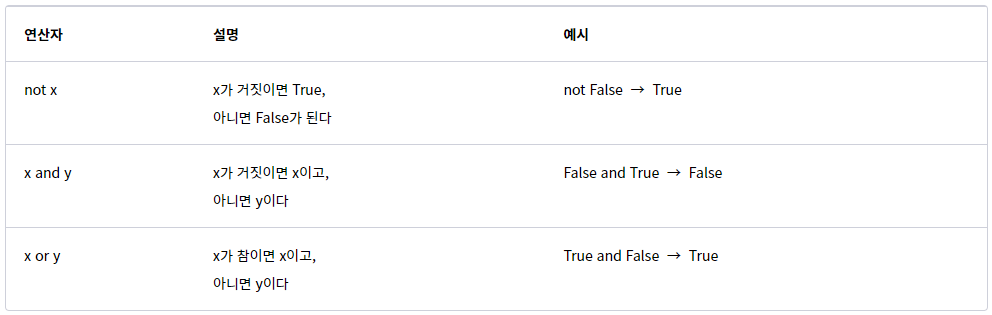 연산자 설명 예시
not x x가 거짓이면 True, not False → True
아니면 False가 된다
x and y x가 거짓이면 x이고, False and True → False
아니면 y이다
x or y x가 참이면 x이고, True and False → True
아니면 y이다